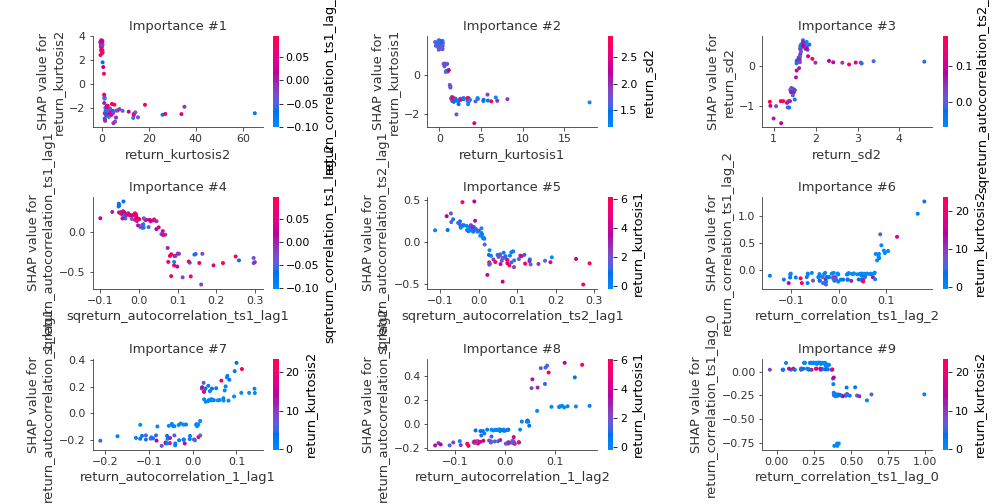 Importance #1
SHAP value for
return_kurtosis2
4
2
0
−2
0
20
40
60
return_kurtosis2
0.05
0.00
−0.05
−0.10
Importance #2
SHAP value for
return_kurtosis1
0
−2
0
5
10
15
return_kurtosis1
2.5
2.0
1.5
return_sd2
Importance #3
SHAP value for
return_sd2
0
−1
1
2
3
4
return_sd2
0.1
0.0
Importance #4
SHAP value for
sqreturn_autocorrelation_ts1_lag1
0.0
−0.5
−0.1
0.0
0.1
0.2
0.3
sqreturn_autocorrelation_ts1_lag1
0.05
0.00
−0.05
−0.10
Importance #5
SHAP value for
sqreturn_autocorrelation_ts2_lag1
0.5
0.0
−0.5
−0.1
0.0
0.1
0.2
0.3
sqreturn_autocorrelation_ts2_lag1
6
4
2
0
return_kurtosis1
Importance #6
SHAP value for
return_correlation_ts1_lag_2
1.0
0.5
0.0
−0.1
0.0
0.1
return_correlation_ts1_lag_2
20
10
0
return_kurtosis2
Importance #7
SHAP value for
return_autocorrelation_1_lag1
0.4
0.2
0.0
−0.2
−0.2
−0.1
0.0
0.1
return_autocorrelation_1_lag1
20
10
0
return_kurtosis2
Importance #8
SHAP value for
return_autocorrelation_1_lag2
0.4
0.2
0.0
−0.2
−0.1
0.0
0.1
return_autocorrelation_1_lag2
6
4
2
0
return_kurtosis1
Importance #9
SHAP value for
return_correlation_ts1_lag_0
0.00
−0.25
−0.50
−0.75
0.00
0.25
0.50
0.75
1.00
return_correlation_ts1_lag_0
20
10
0
return_kurtosis2